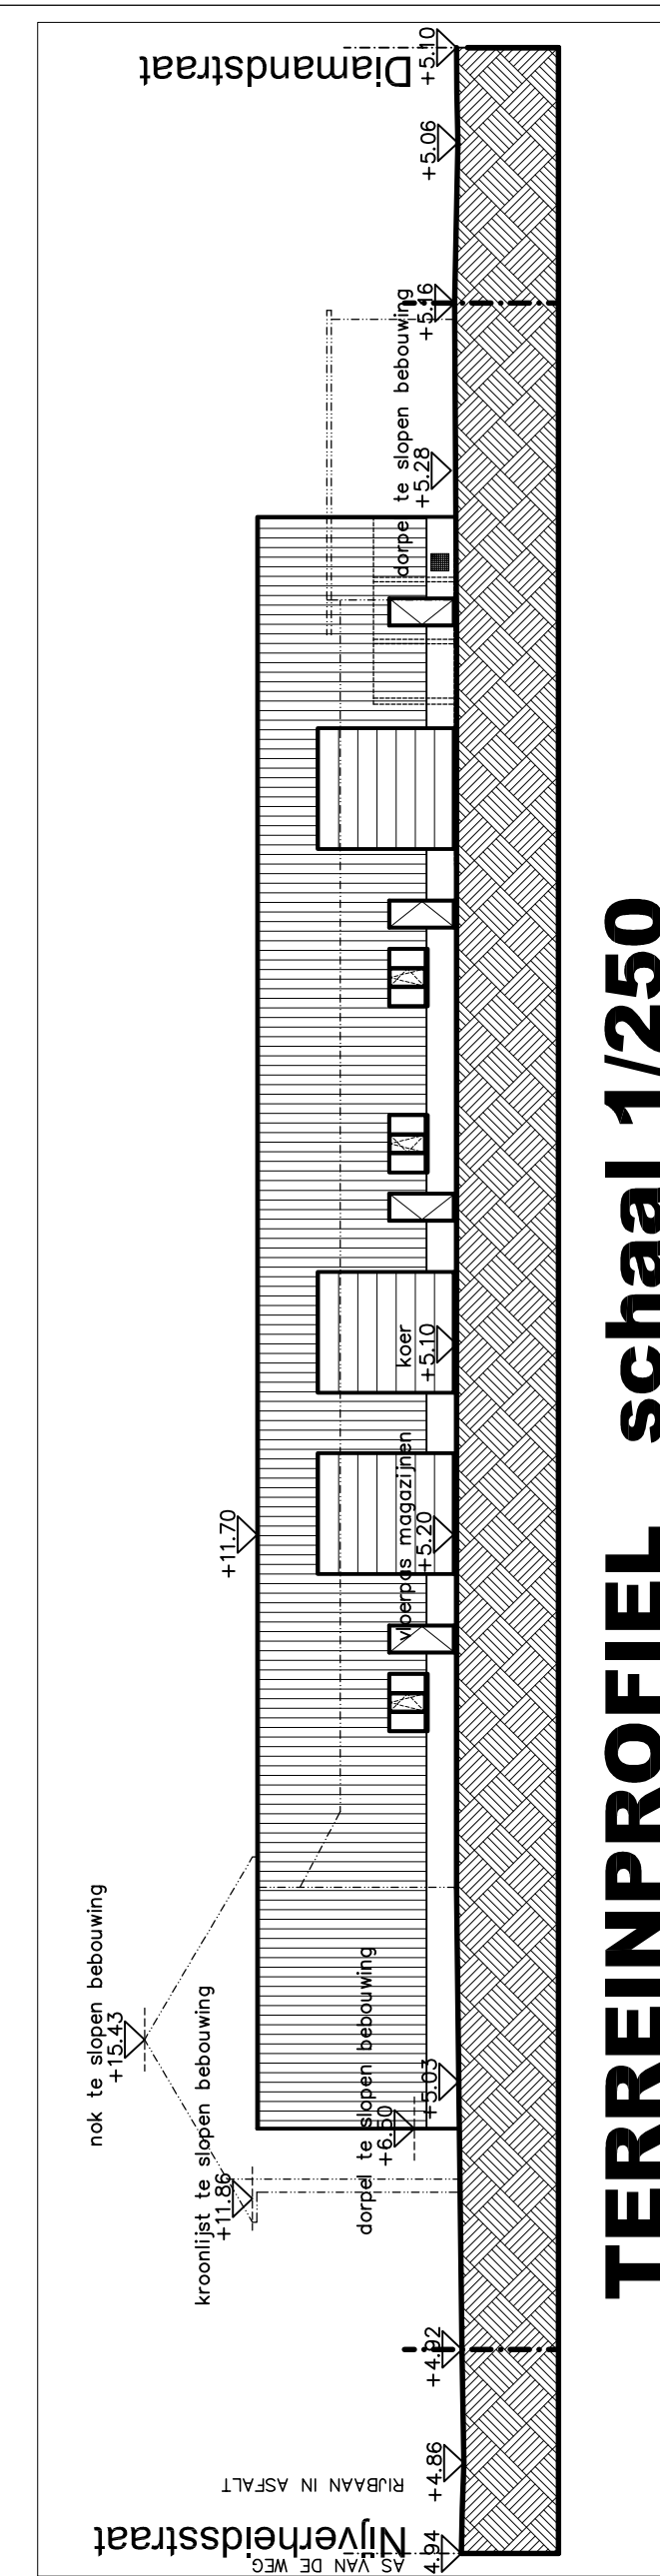 Diamandstraat
+5.10
+5.06
+5.16
dorpel te slopen bebouwing
+5.28
koer
+5.10
vloerpas magazijnen
+5.20
+11.70
nok te slopen bebouwing
+15.43
kroonlijst te slopen bebouwing
+11.86
dorpel te slopen bebouwing
+6.50
+5.03
+4.92
+4.86
RIJBAAN IN ASFALT
Nijverheidsstraat
AS VAN DE WEG
4.94
TERREINPROFIEL schaal 1/250